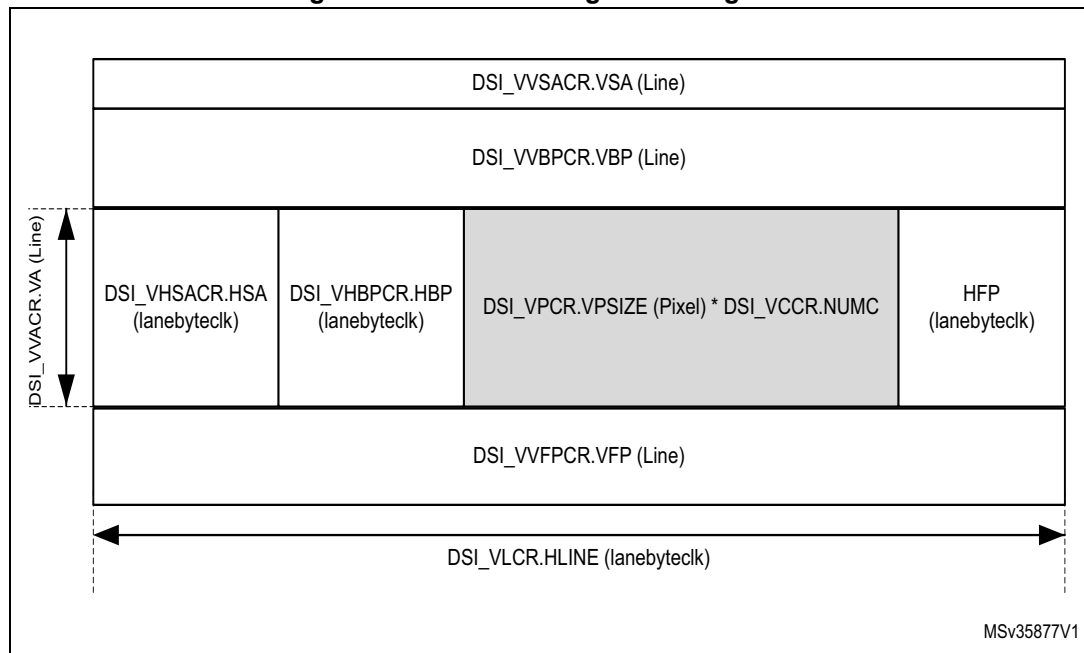 DSI_VVSACR.VSA (Line)
DSI_VVBPCR.VBP (Line)
DSI_VVACR.VA (Line)
DSI_VHSACR.HSA
(lanebyteclk)
DSI_VHBPCR.HBP
(lanebyteclk)
DSI_VPCR.VPSIZE (Pixel) * DSI_VCCR.NUMC
HFP
(lanebyteclk)
DSI_VVFPCR.VFP (Line)
DSI_VLCR.HLINE (lanebyteclk)
MSv35877V1